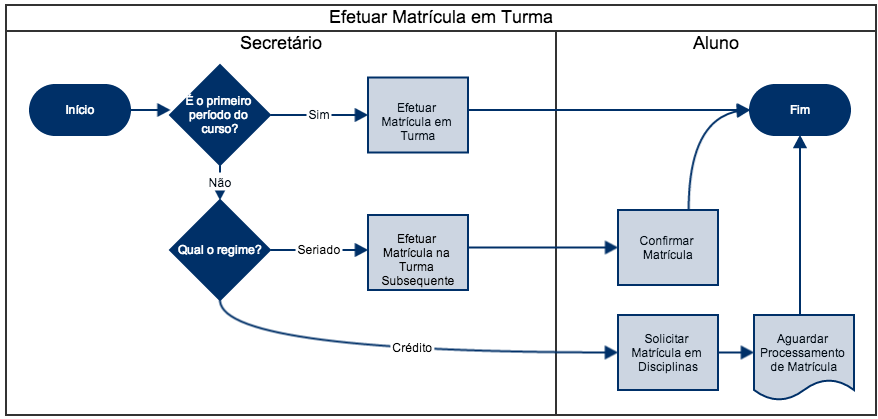 Efetuar Matrícula em Turma
Secretário
Aluno
Início
É o primeiro
período do
curso?
Sim
Efetuar
Matrícula em
Turma
Fim
Não
Qual o regime?
Seriado
Efetuar
Matrícula na
Turma
Subsequente
Confirmar
Matrícula
Crédito
Solicitar
Matrícula em
Disciplinas
Aguardar
Processamento
de Matrícula